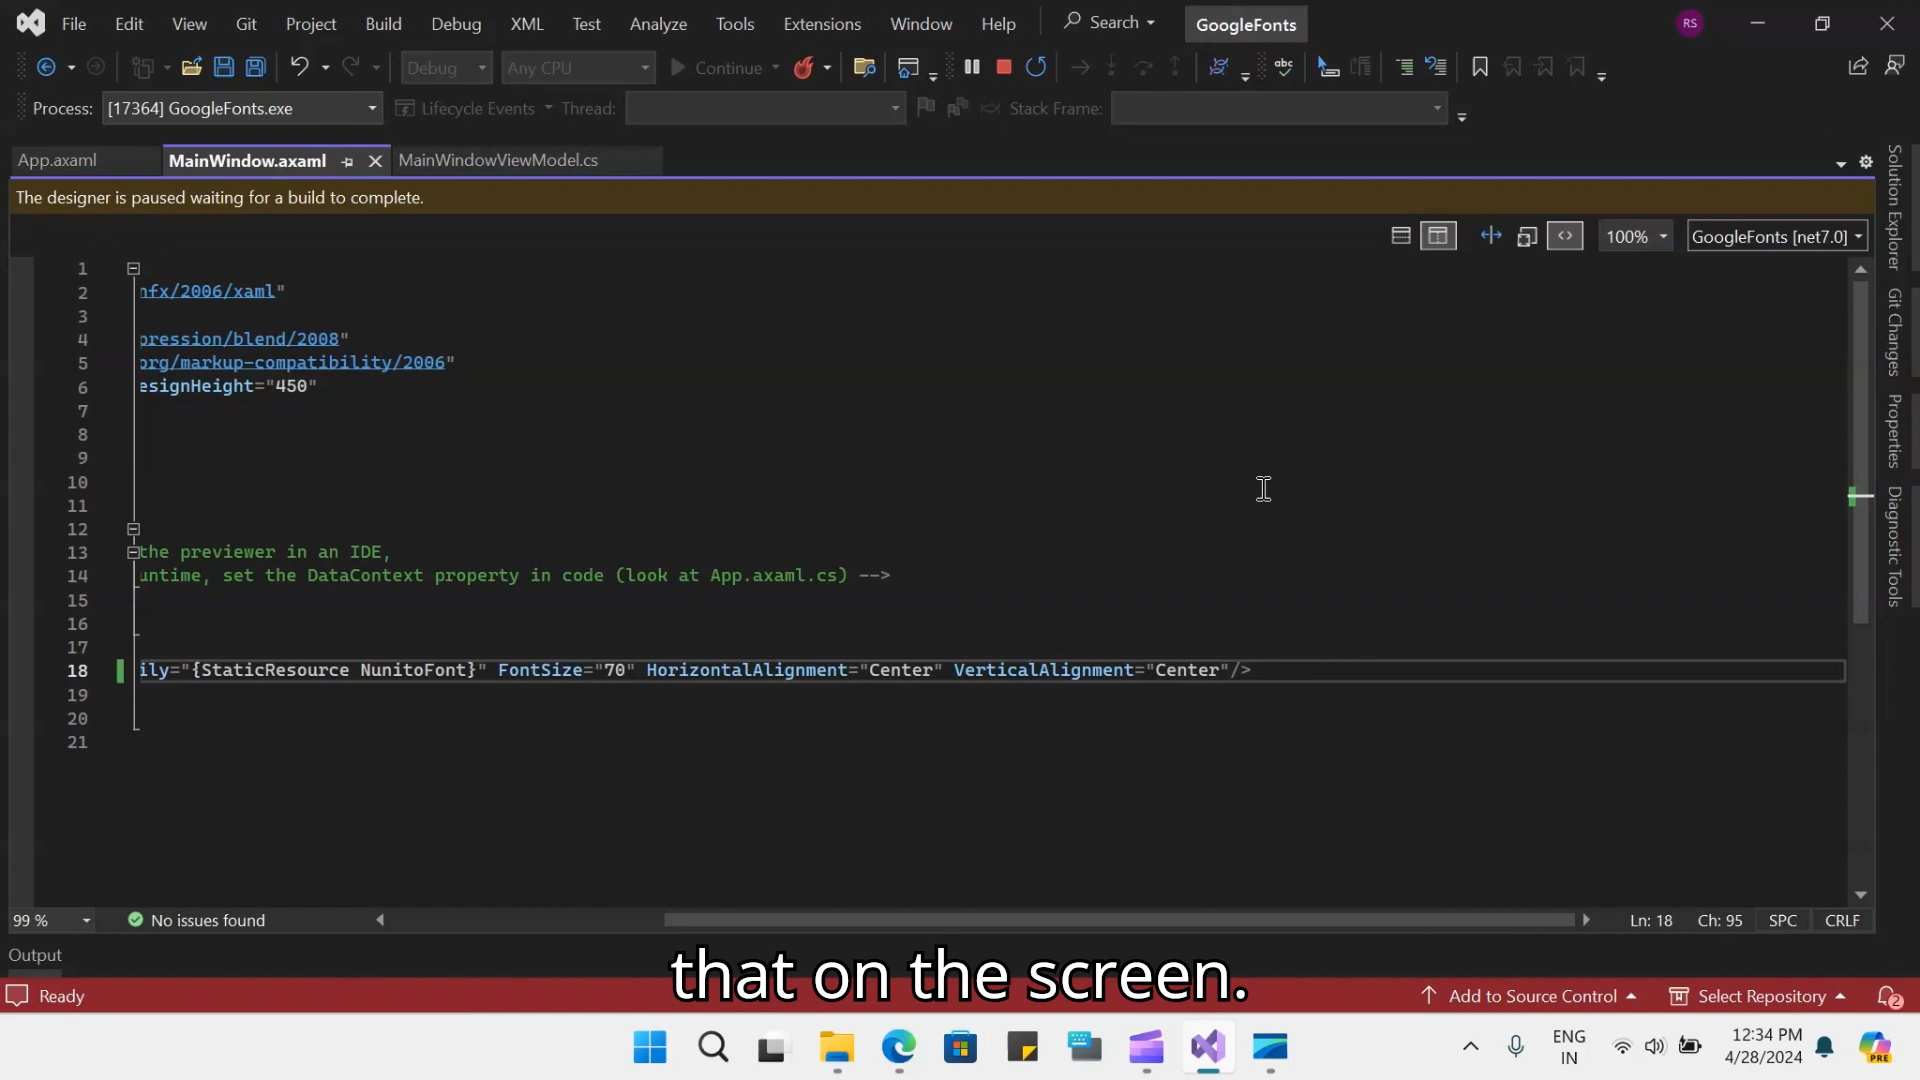 File Edit View Git Project Build Debug XML Test Analyze Tools Extensions Window Help Search GoogleFonts RS
Debug Any CPU Continue abc
Process: [17364] GoogleFonts.exe Lifecycle Events Thread: Stack Frame:
App.axaml MainWindow.axaml MainWindowViewModel.cs
The designer is paused waiting for a build to complete.
100% GoogleFonts [net7.0]
1
2 nfx/2006/xaml"
3
4 pression/blend/2008"
5 org/markup-compatibility/2006"
6 esignHeight="450"
7
8
9
10
11
12
13 the previewer in an IDE,
14 untime, set the DataContext property in code (look at App.axaml.cs) -->
15
16
17
18 ily="{StaticResource NunitoFont}" FontSize="70" HorizontalAlignment="Center" VerticalAlignment="Center"/>
19
20
21
Solution Explorer
Git Changes
Properties
Diagnostic Tools
99 % No issues found Ln: 18 Ch: 95 SPC CRLF
Output
that on the screen.
Ready Add to Source Control Select Repository 2
ENG
IN
12:34 PM
4/28/2024
PRE